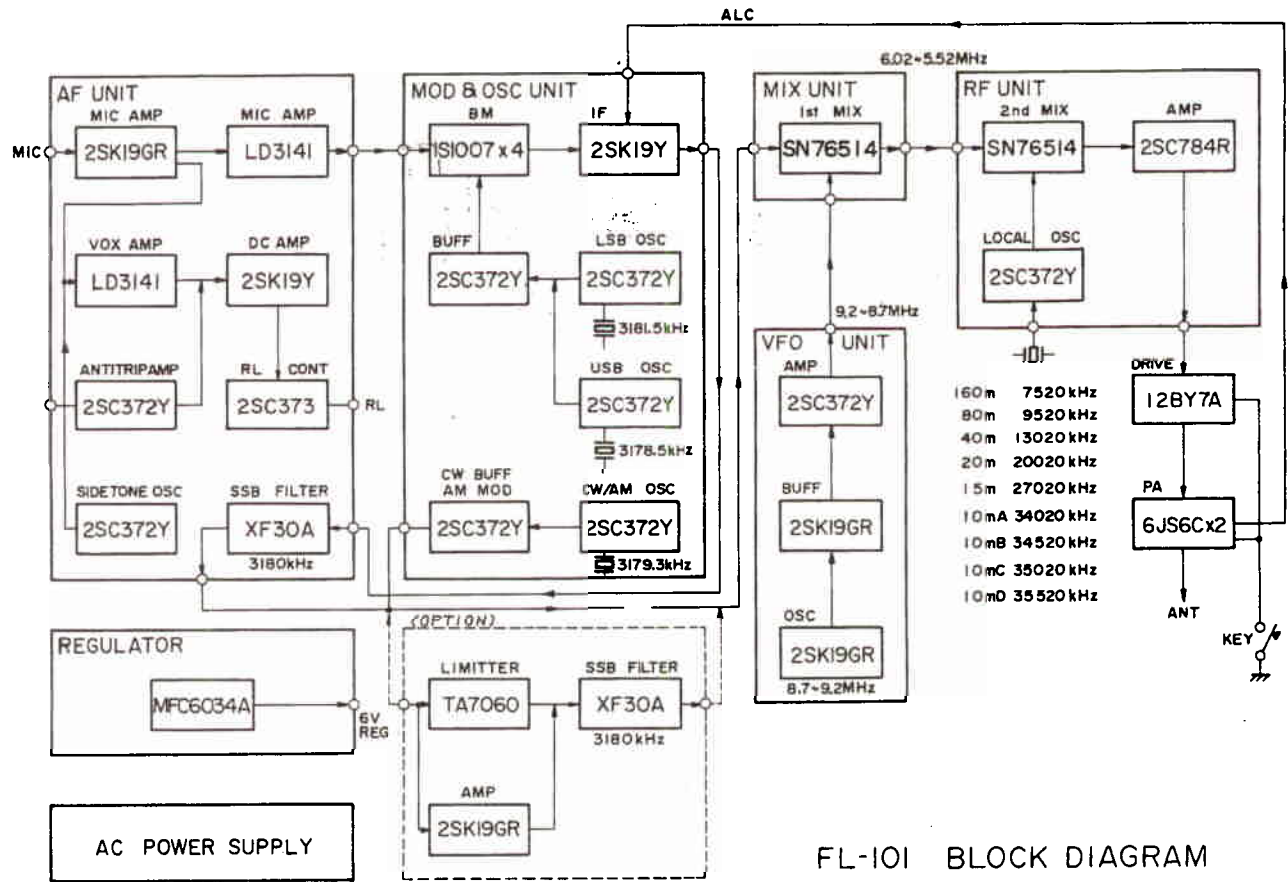 ALC
6.02~5.52MHz
AF UNIT
MIC AMP
2SK19GR
MIC AMP
LD3141
MIC
VOX AMP
LD3141
DC AMP
2SK19Y
ANTITRIP AMP
2SC372Y
RL CONT
2SC373
RL
SIDETONE OSC
2SC372Y
SSB FILTER
XF30A
3180kHz
MOD & OSC UNIT
BM
1S1007 x 4
IF
2SK19Y
BUFF
2SC372Y
LSB OSC
2SC372Y
3181.5kHz
USB OSC
2SC372Y
3178.5kHz
CW BUFF
AM MOD
2SC372Y
CW/AM OSC
2SC372Y
3179.3kHz
MIX UNIT
1st MIX
SN76514
RF UNIT
2nd MIX
SN76514
AMP
2SC784R
LOCAL OSC
2SC372Y
9.2~8.7MHz
VFO UNIT
AMP
2SC372Y
BUFF
2SK19GR
OSC
2SK19GR
8.7~9.2MHz
160m 7520kHz
80m 9520kHz
40m 13020kHz
20m 20020kHz
15m 27020kHz
10mA 34020kHz
10mB 34520kHz
10mC 35020kHz
10mD 35520kHz
DRIVE
12BY7A
PA
6JS6Cx2
ANT
KEY
REGULATOR
MFC6034A
6V
REG
(OPTION)
LIMITTER
TA7060
SSB FILTER
XF30A
3180kHz
AMP
2SK19GR
AC POWER SUPPLY
FL-101 BLOCK DIAGRAM